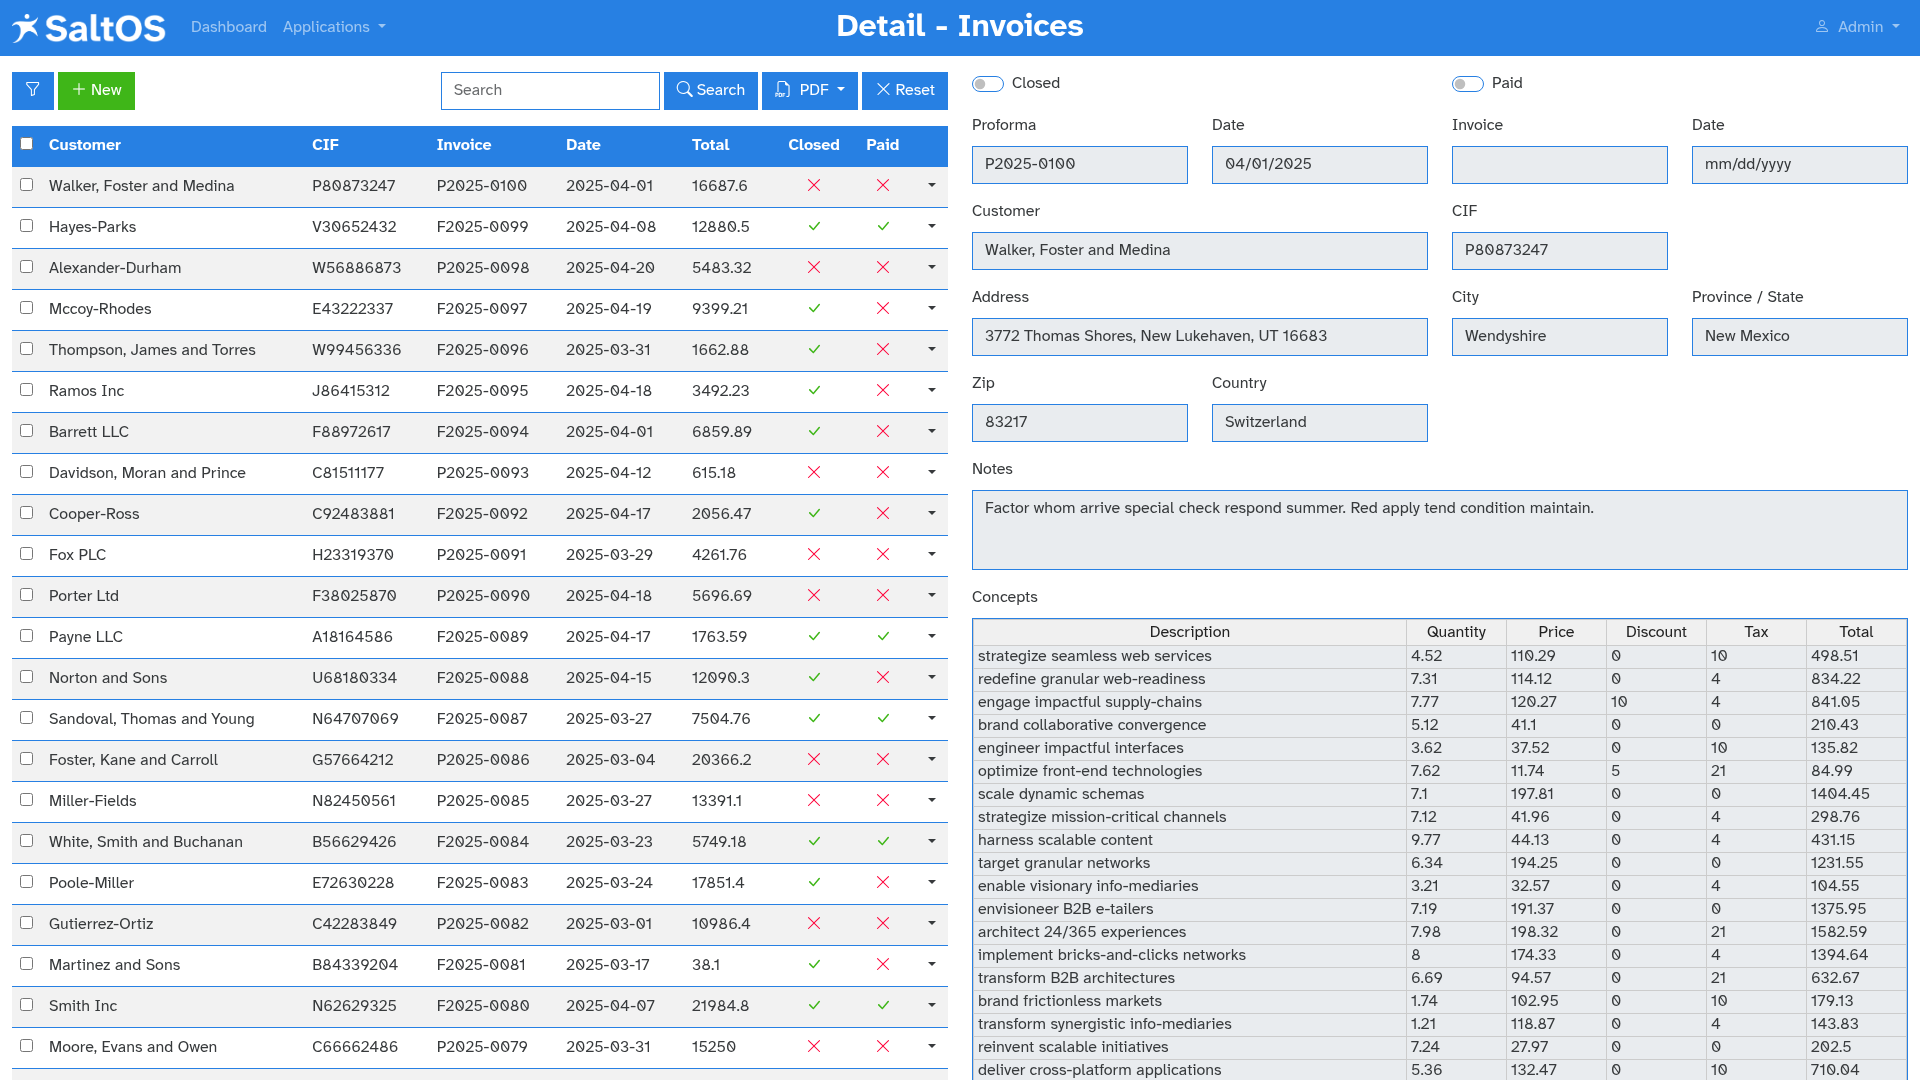 SaltOS Dashboard Applications Detail - Invoices Admin
New Search Search PDF Reset
Customer CIF Invoice Date Total Closed Paid
Walker, Foster and Medina P80873247 P2025-0100 2025-04-01 16687.6
Hayes-Parks V30652432 F2025-0099 2025-04-08 12880.5
Alexander-Durham W56886873 P2025-0098 2025-04-20 5483.32
Mccoy-Rhodes E43222337 F2025-0097 2025-04-19 9399.21
Thompson, James and Torres W99456336 F2025-0096 2025-03-31 1662.88
Ramos Inc J86415312 F2025-0095 2025-04-18 3492.23
Barrett LLC F88972617 F2025-0094 2025-04-01 6859.89
Davidson, Moran and Prince C81511177 P2025-0093 2025-04-12 615.18
Cooper-Ross C92483881 F2025-0092 2025-04-17 2056.47
Fox PLC H23319370 P2025-0091 2025-03-29 4261.76
Porter Ltd F38025870 P2025-0090 2025-04-18 5696.69
Payne LLC A18164586 F2025-0089 2025-04-17 1763.59
Norton and Sons U68180334 F2025-0088 2025-04-15 12090.3
Sandoval, Thomas and Young N64707069 F2025-0087 2025-03-27 7504.76
Foster, Kane and Carroll G57664212 P2025-0086 2025-03-04 20366.2
Miller-Fields N82450561 P2025-0085 2025-03-27 13391.1
White, Smith and Buchanan B56629426 F2025-0084 2025-03-23 5749.18
Poole-Miller E72630228 F2025-0083 2025-03-24 17851.4
Gutierrez-Ortiz C42283849 P2025-0082 2025-03-01 10986.4
Martinez and Sons B84339204 F2025-0081 2025-03-17 38.1
Smith Inc N62629325 F2025-0080 2025-04-07 21984.8
Moore, Evans and Owen C66662486 P2025-0079 2025-03-31 15250
Closed Paid
Proforma Date Invoice Date
P2025-0100 04/01/2025 mm/dd/yyyy
Customer CIF
Walker, Foster and Medina P80873247
Address City Province / State
3772 Thomas Shores, New Lukehaven, UT 16683 Wendyshire New Mexico
Zip Country
83217 Switzerland
Notes
Factor whom arrive special check respond summer. Red apply tend condition maintain.
Concepts
Description Quantity Price Discount Tax Total
strategize seamless web services 4.52 110.29 0 10 498.51
redefine granular web-readiness 7.31 114.12 0 4 834.22
engage impactful supply-chains 7.77 120.27 10 4 841.05
brand collaborative convergence 5.12 41.1 0 0 210.43
engineer impactful interfaces 3.62 37.52 0 10 135.82
optimize front-end technologies 7.62 11.74 5 21 84.99
scale dynamic schemas 7.1 197.81 0 0 1404.45
strategize mission-critical channels 7.12 41.96 0 4 298.76
harness scalable content 9.77 44.13 0 4 431.15
target granular networks 6.34 194.25 0 0 1231.55
enable visionary info-mediaries 3.21 32.57 0 4 104.55
envisioneer B2B e-tailers 7.19 191.37 0 0 1375.95
architect 24/365 experiences 7.98 198.32 0 21 1582.59
implement bricks-and-clicks networks 8 174.33 0 4 1394.64
transform B2B architectures 6.69 94.57 0 21 632.67
brand frictionless markets 1.74 102.95 0 10 179.13
transform synergistic info-mediaries 1.21 118.87 0 4 143.83
reinvent scalable initiatives 7.24 27.97 0 0 202.5
deliver cross-platform applications 5.36 132.47 0 10 710.04